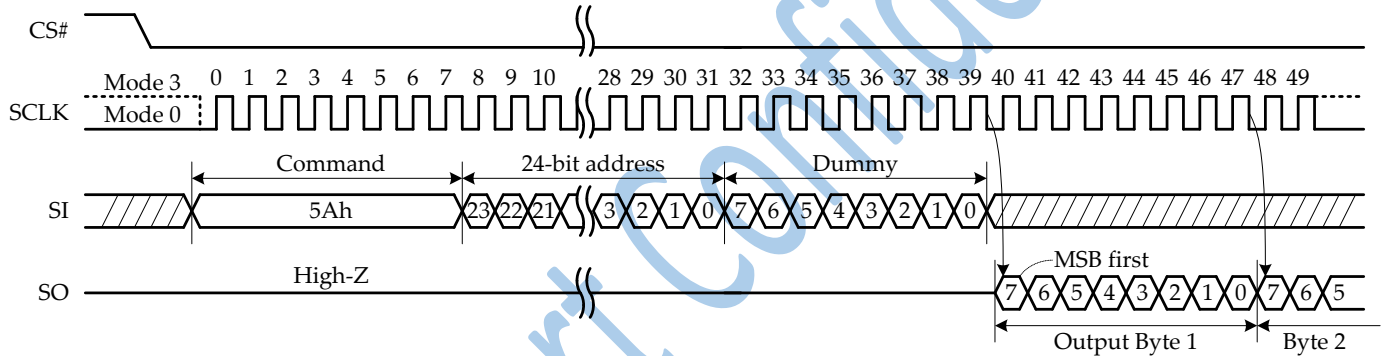 CS#
Mode 3
0 1 2 3 4 5 6 7 8 9 10 28 29 30 31 32 33 34 35 36 37 38 39 40 41 42 43 44 45 46 47 48 49
SCLK
Mode 0
Command 24-bit address Dummy
SI 5Ah 23 22 21 3 2 1 0 7 6 5 4 3 2 1 0
High-Z MSB first
SO 7 6 5 4 3 2 1 0 7 6 5
Output Byte 1 Byte 2